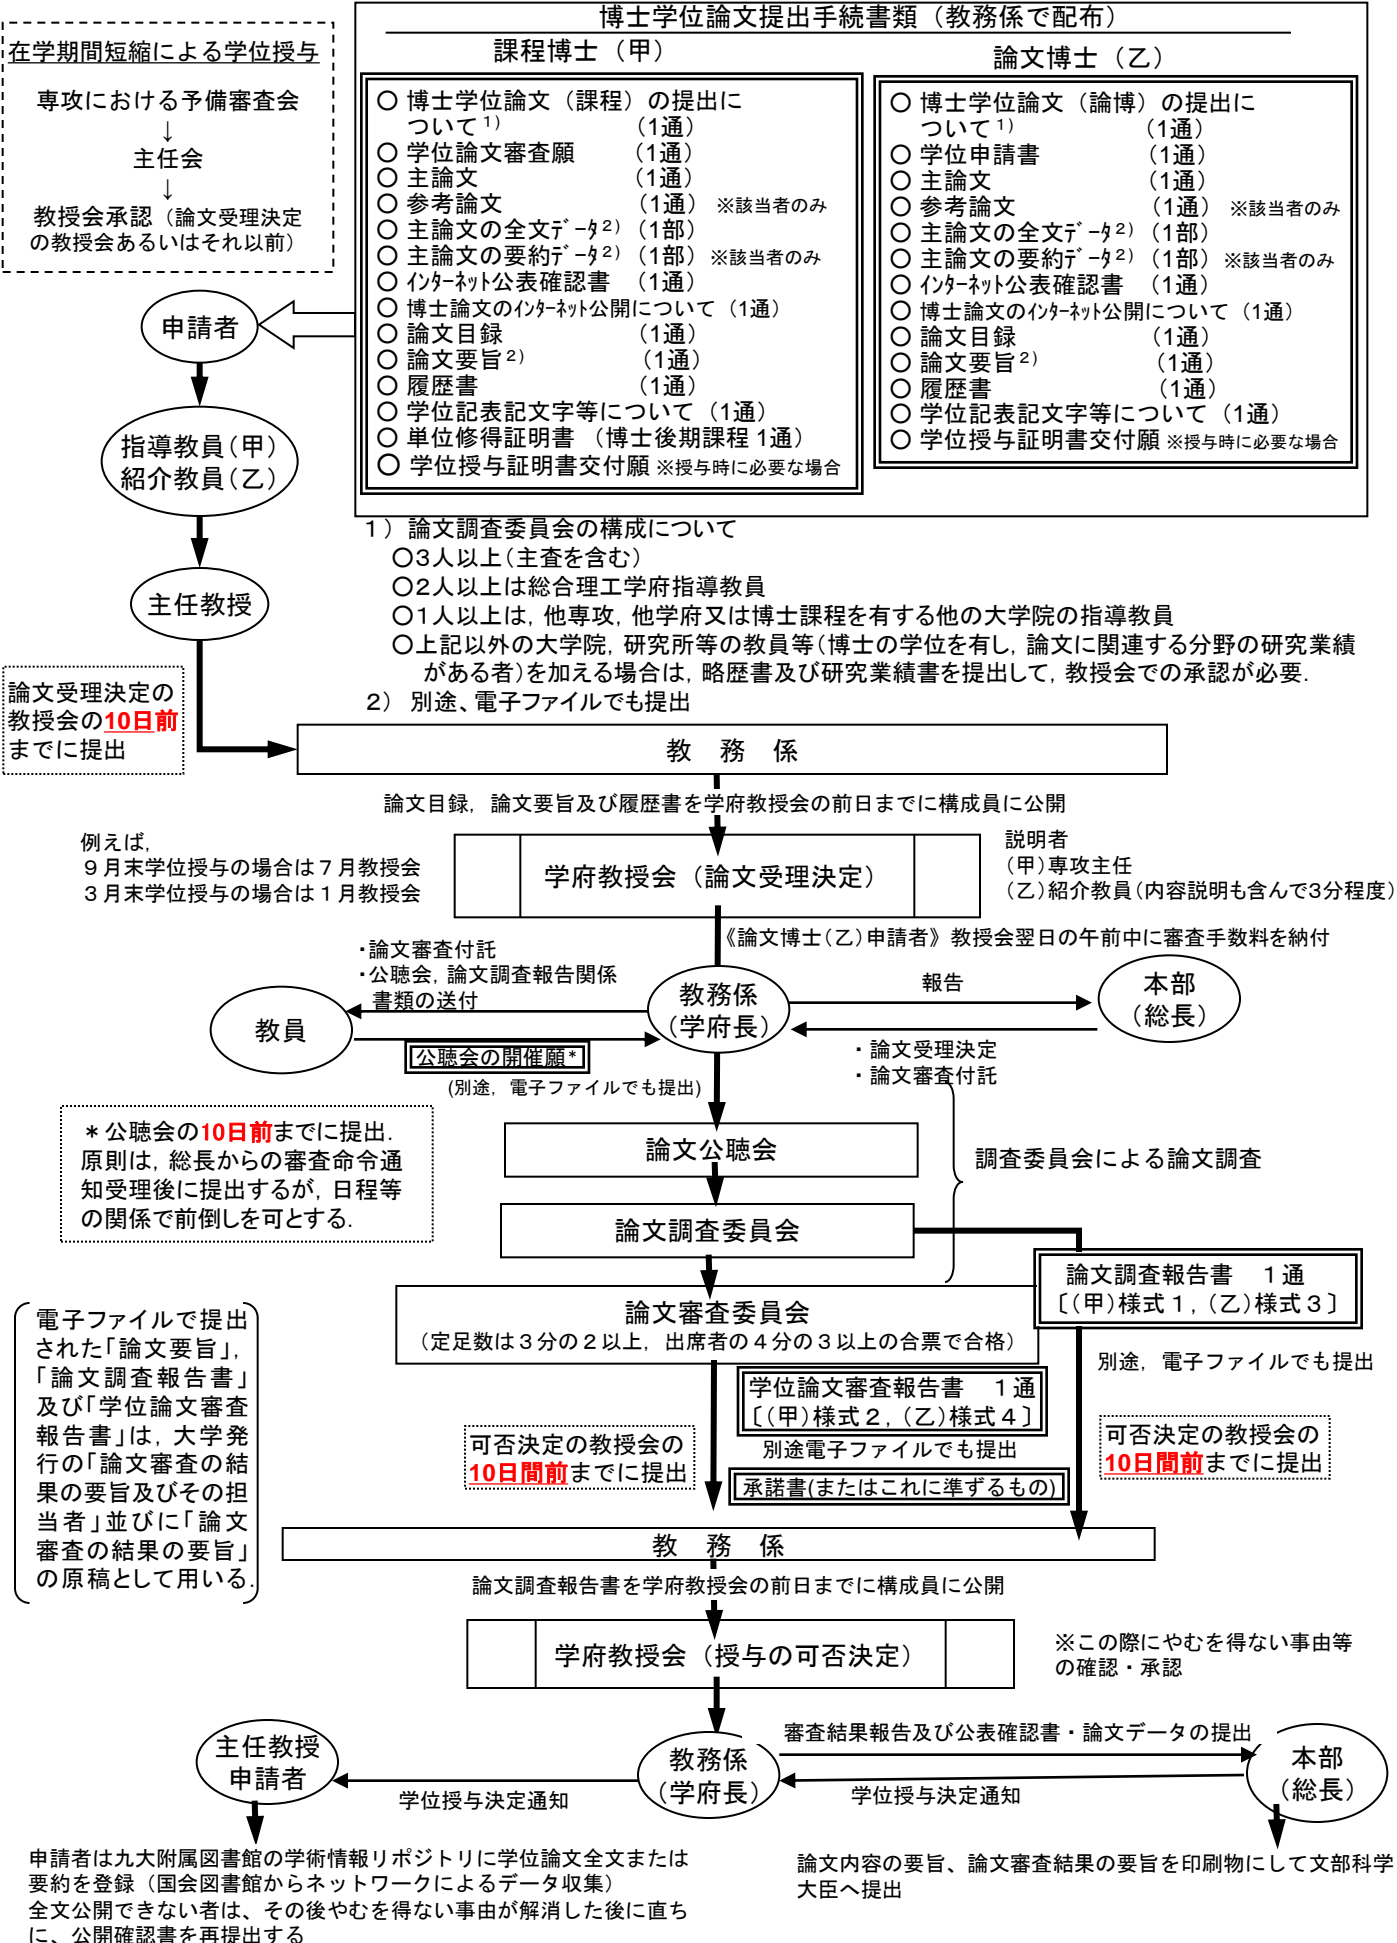 博士学位論文提出手続書類（教務係で配布）
在学期間短縮による学位授与
専攻における予備審査会
↓
主任会
↓
教授会承認（論文受理決定
の教授会あるいはそれ以前）
課程博士（甲）
○ 博士学位論文（課程）の提出に
ついて1) （1通）
○ 学位論文審査願 （1通）
○ 主論文 （1通）
○ 参考論文 （1通） ※該当者のみ
○ 主論文の全文ﾃﾞｰﾀ2) （1部）
○ 主論文の要約ﾃﾞｰﾀ2) （1部） ※該当者のみ
○ ｲﾝﾀｰﾈｯﾄ公表確認書 （1通）
○ 博士論文のｲﾝﾀｰﾈｯﾄ公開について（1通）
○ 論文目録 （1通）
○ 論文要旨2) （1通）
○ 履歴書 （1通）
○ 学位記表記文字等について（1通）
○ 単位修得証明書 （博士後期課程 1通）
○ 学位授与証明書交付願 ※授与時に必要な場合
論文博士（乙）
○ 博士学位論文（論博）の提出に
ついて1) （1通）
○ 学位申請書 （1通）
○ 主論文 （1通）
○ 参考論文 （1通） ※該当者のみ
○ 主論文の全文ﾃﾞｰﾀ2) （1部）
○ 主論文の要約ﾃﾞｰﾀ2) （1部） ※該当者のみ
○ ｲﾝﾀｰﾈｯﾄ公表確認書 （1通）
○ 博士論文のｲﾝﾀｰﾈｯﾄ公開について（1通）
○ 論文目録 （1通）
○ 論文要旨2) （1通）
○ 履歴書 （1通）
○ 学位記表記文字等について（1通）
○ 学位授与証明書交付願 ※授与時に必要な場合
申請者
指導教員(甲)
紹介教員(乙)
主任教授
1） 論文調査委員会の構成について
○3人以上(主査を含む)
○2人以上は総合理工学府指導教員
○1人以上は, 他専攻, 他学府又は博士課程を有する他の大学院の指導教員
○上記以外の大学院, 研究所等の教員等(博士の学位を有し, 論文に関連する分野の研究業績
がある者)を加える場合は, 略歴書及び研究業績書を提出して, 教授会での承認が必要.
2） 別途、電子ファイルでも提出
論文受理決定の
教授会の10日前
までに提出
教 務 係
論文目録, 論文要旨及び履歴書を学府教授会の前日までに構成員に公開
例えば,
９月末学位授与の場合は７月教授会
３月末学位授与の場合は１月教授会
学府教授会（論文受理決定）
説明者
(甲)専攻主任
(乙)紹介教員(内容説明も含んで3分程度)
《論文博士(乙)申請者》教授会翌日の午前中に審査手数料を納付
・論文審査付託
・公聴会, 論文調査報告関係
書類の送付
教員
教務係
(学府長)
報告
本部
(総長)
公聴会の開催願*
(別途, 電子ファイルでも提出)
・論文受理決定
・論文審査付託
＊公聴会の10日前までに提出.
原則は, 総長からの審査命令通
知受理後に提出するが, 日程等
の関係で前倒しを可とする.
論文公聴会
調査委員会による論文調査
論文調査委員会
論文調査報告書 １通
〔(甲)様式１, (乙)様式３〕
論文審査委員会
(定足数は３分の２以上, 出席者の４分の３以上の合票で合格)
別途, 電子ファイルでも提出
電子ファイルで提出
された「論文要旨」,
「論文調査報告書」
及び「学位論文審査
報告書」は, 大学発
行の「論文審査の結
果の要旨及びその担
当者」並びに「論文
審査の結果の要旨」
の原稿として用いる.
学位論文審査報告書 １通
〔(甲)様式２, (乙)様式４〕
別途電子ファイルでも提出
可否決定の教授会の
10日間前までに提出
承諾書(またはこれに準ずるもの)
可否決定の教授会の
10日間前までに提出
教 務 係
論文調査報告書を学府教授会の前日までに構成員に公開
学府教授会（授与の可否決定）
※この際にやむを得ない事由等
の確認・承認
主任教授
申請者
学位授与決定通知
教務係
(学府長)
審査結果報告及び公表確認書・論文データの提出
学位授与決定通知
本部
(総長)
申請者は九大附属図書館の学術情報リポジトリに学位論文全文または
要約を登録（国会図書館からネットワークによるデータ収集）
全文公開できない者は、その後やむを得ない事由が解消した後に直ち
に、公開確認書を再提出する
論文内容の要旨、論文審査結果の要旨を印刷物にして文部科学
大臣へ提出